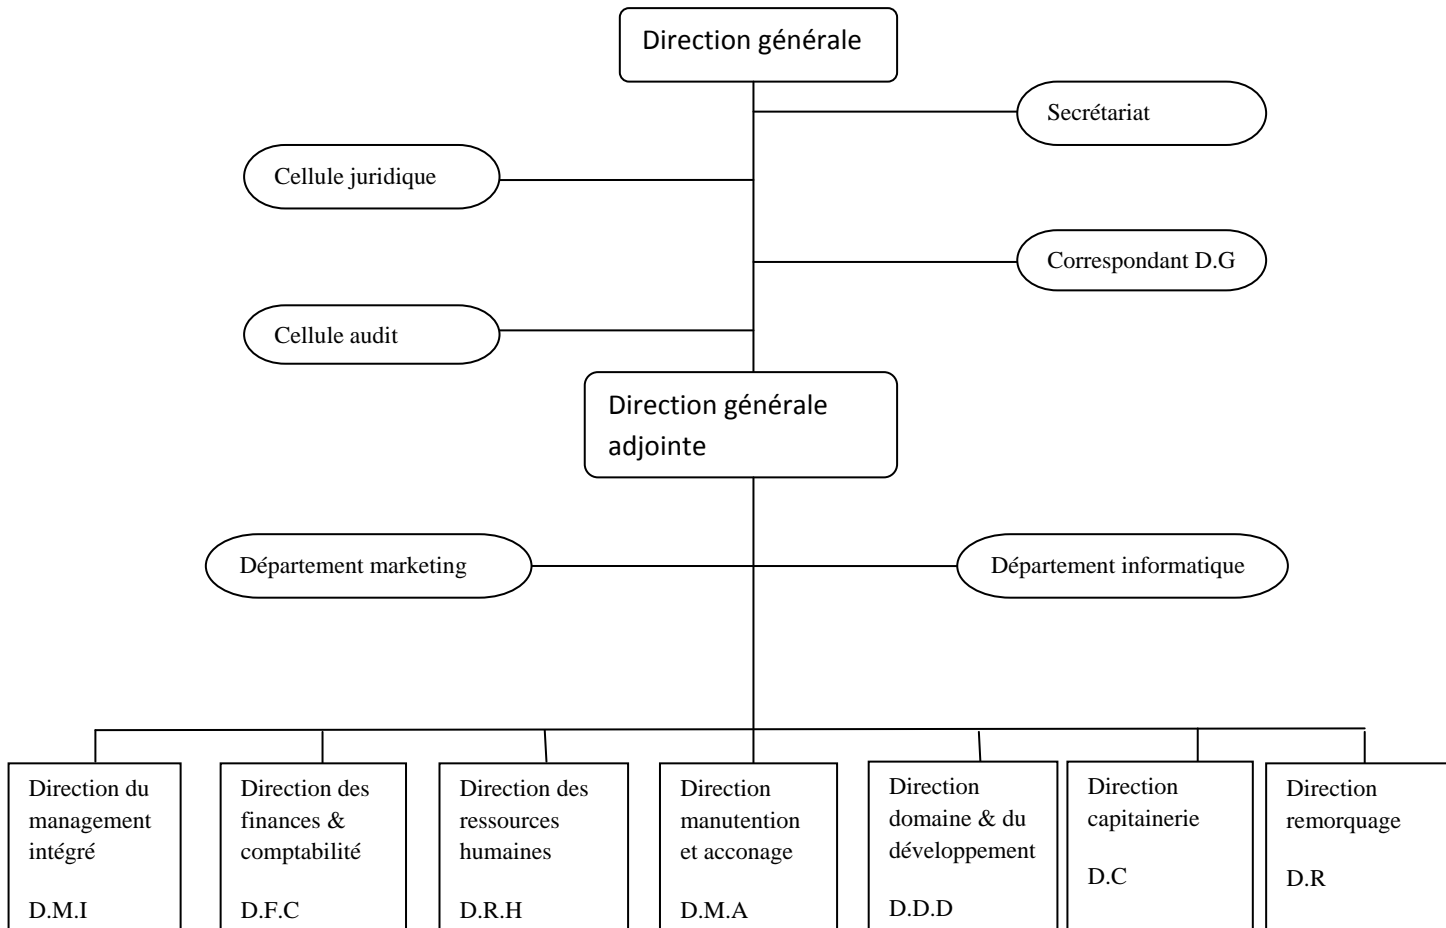 Direction générale
Secrétariat
Cellule juridique
Correspondant D.G
Cellule audit
Direction générale
adjointe
Département marketing
Département informatique
Direction du
management
intégré
D.M.I
Direction des
finances &
comptabilité
D.F.C
Direction des
ressources
humaines
D.R.H
Direction
manutention
et acconage
D.M.A
Direction
domaine & du
développement
D.D.D
Direction
capitainerie
D.C
Direction
remorquage
D.R